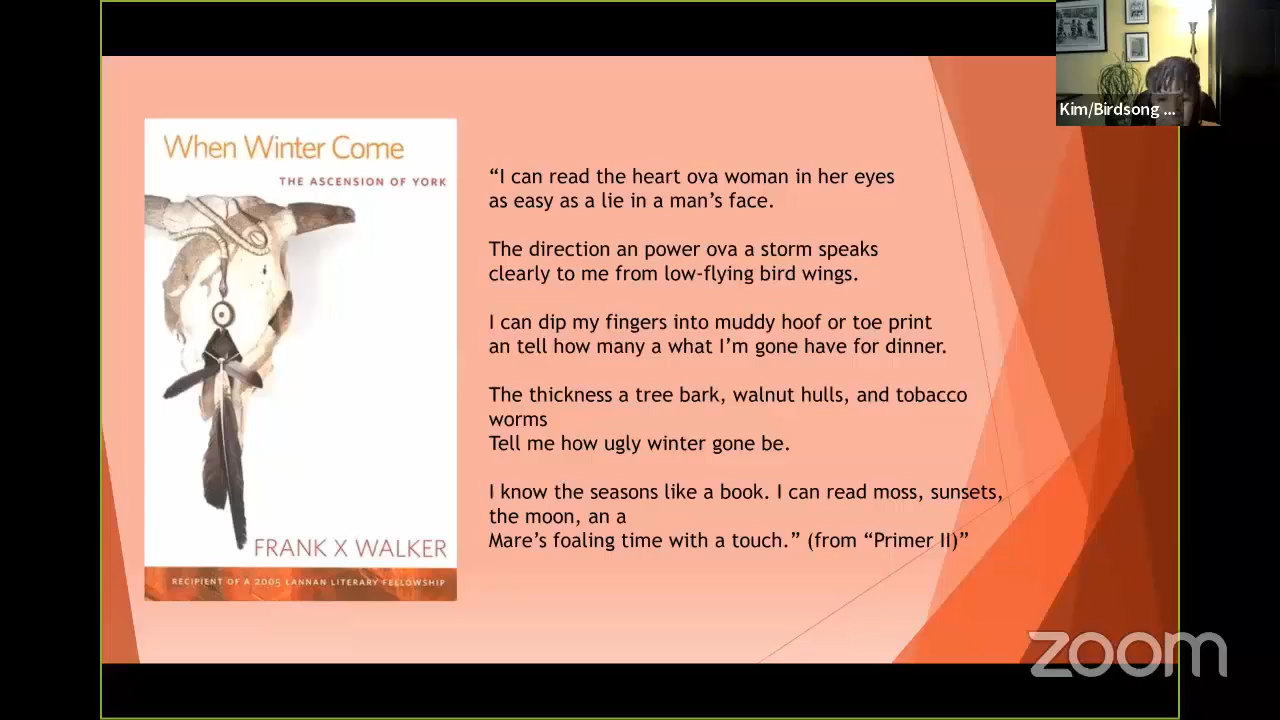 Kim/Birdsong ...
When Winter Come
THE ASCENSION OF YORK
FRANK X WALKER
RECIPIENT OF A 2005 LANNAN LITERARY FELLOWSHIP
“I can read the heart ova woman in her eyes
as easy as a lie in a man’s face.
The direction an power ova a storm speaks
clearly to me from low-flying bird wings.
I can dip my fingers into muddy hoof or toe print
an tell how many a what I’m gone have for dinner.
The thickness a tree bark, walnut hulls, and tobacco
worms
Tell me how ugly winter gone be.
I know the seasons like a book. I can read moss, sunsets,
the moon, an a
Mare’s foaling time with a touch.” (from “Primer II)”
zoom